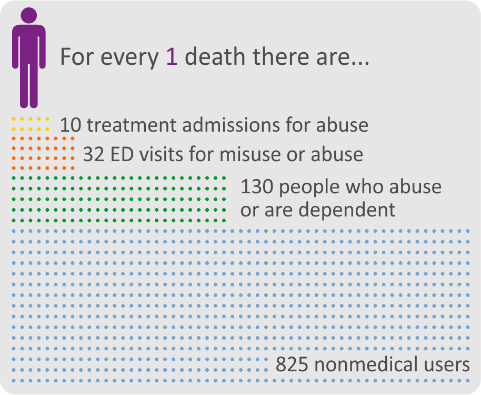 For every 1 death there are...
10 treatment admissions for abuse
32 ED visits for misuse or abuse
130 people who abuse
or are dependent
825 nonmedical users